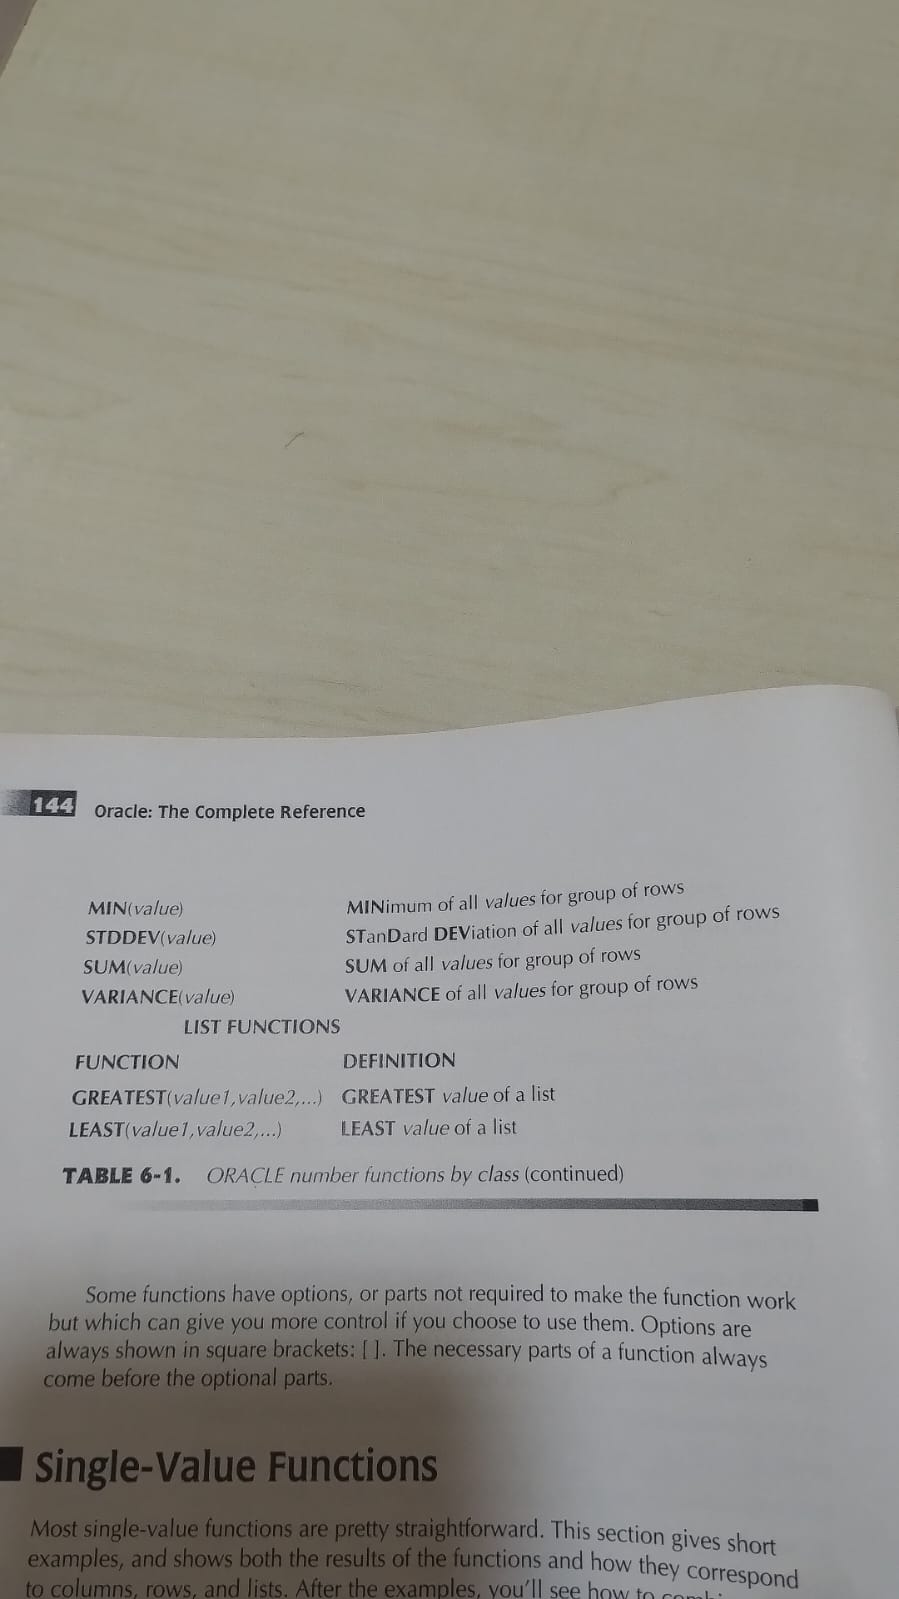 144 Oracle: The Complete Reference
MIN(value) MINimum of all values for group of rows
STDDEV(value) STanDard DEViation of all values for group of rows
SUM(value) SUM of all values for group of rows
VARIANCE(value) VARIANCE of all values for group of rows
LIST FUNCTIONS
FUNCTION DEFINITION
GREATEST(value1,value2,...) GREATEST value of a list
LEAST(value1,value2,...) LEAST value of a list
TABLE 6-1. ORACLE number functions by class (continued)
Some functions have options, or parts not required to make the function work
but which can give you more control if you choose to use them. Options are
always shown in square brackets: [ ]. The necessary parts of a function always
come before the optional parts.
Single-Value Functions
Most single-value functions are pretty straightforward. This section gives short
examples, and shows both the results of the functions and how they correspond
to columns, rows, and lists. After the examples, you'll see how to